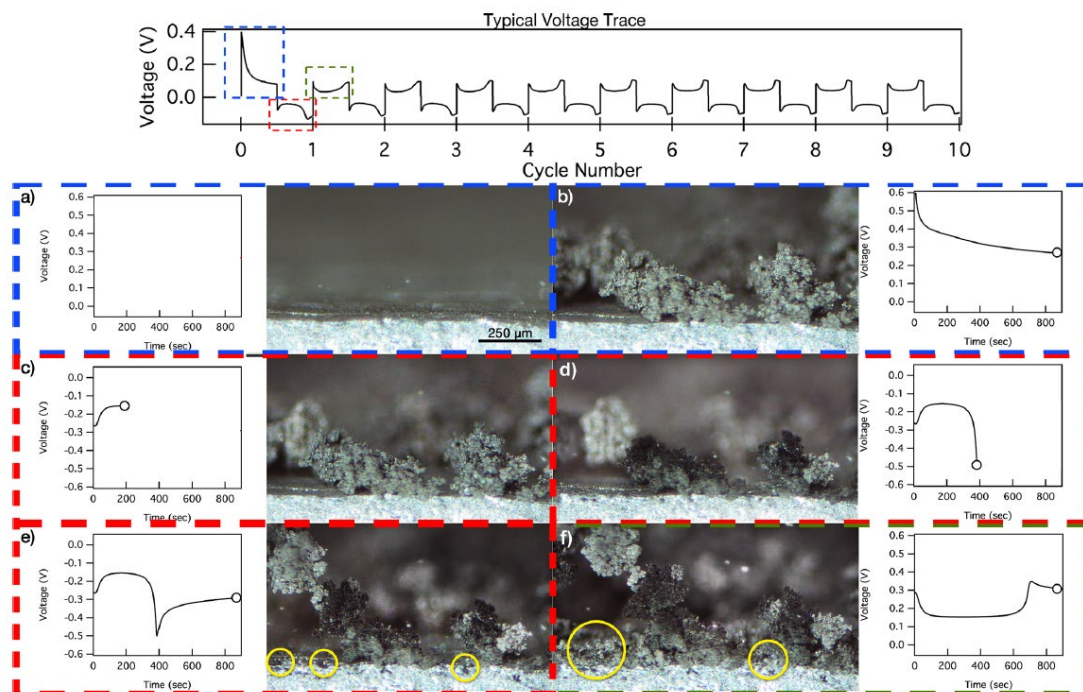 Typical Voltage Trace
Voltage (V)
0.4
0.2
0.0
0 1 2 3 4 5 6 7 8 9 10
Cycle Number
a)
Voltage (V)
0.6
0.5
0.4
0.3
0.2
0.1
0.0
0 200 400 600 800
Time (sec)
250 µm
b)
Voltage (V)
0.6
0.5
0.4
0.3
0.2
0.1
0.0
0 200 400 600 800
Time (sec)
c)
Voltage (V)
0.0
-0.1
-0.2
-0.3
-0.4
-0.5
-0.6
0 200 400 600 800
Time (sec)
d)
Voltage (V)
0.0
-0.1
-0.2
-0.3
-0.4
-0.5
-0.6
0 200 400 600 800
Time (sec)
e)
Voltage (V)
0.0
-0.1
-0.2
-0.3
-0.4
-0.5
-0.6
0 200 400 600 800
Time (sec)
f)
Voltage (V)
0.6
0.5
0.4
0.3
0.2
0.1
0.0
0 200 400 600 800
Time (sec)